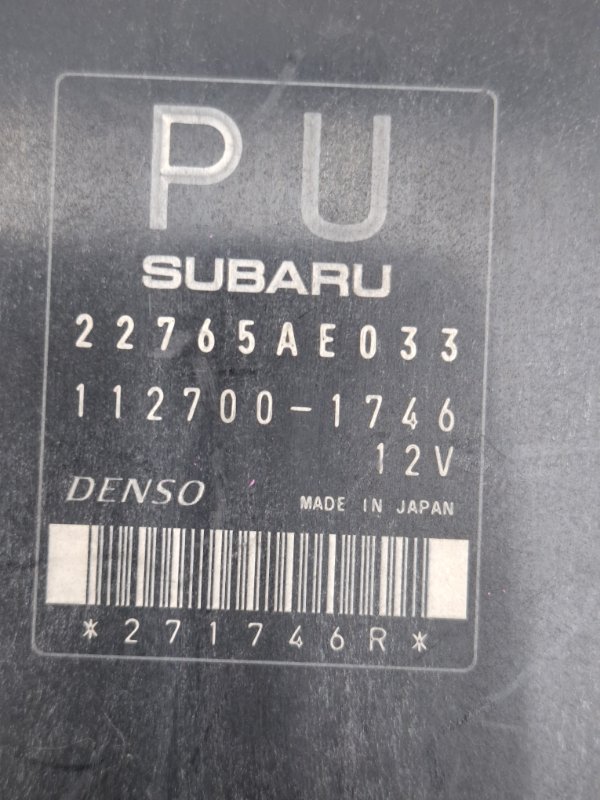 PU
SUBARU
22765AE033
112700-1746
12V
DENSO MADE IN JAPAN
*271746R*